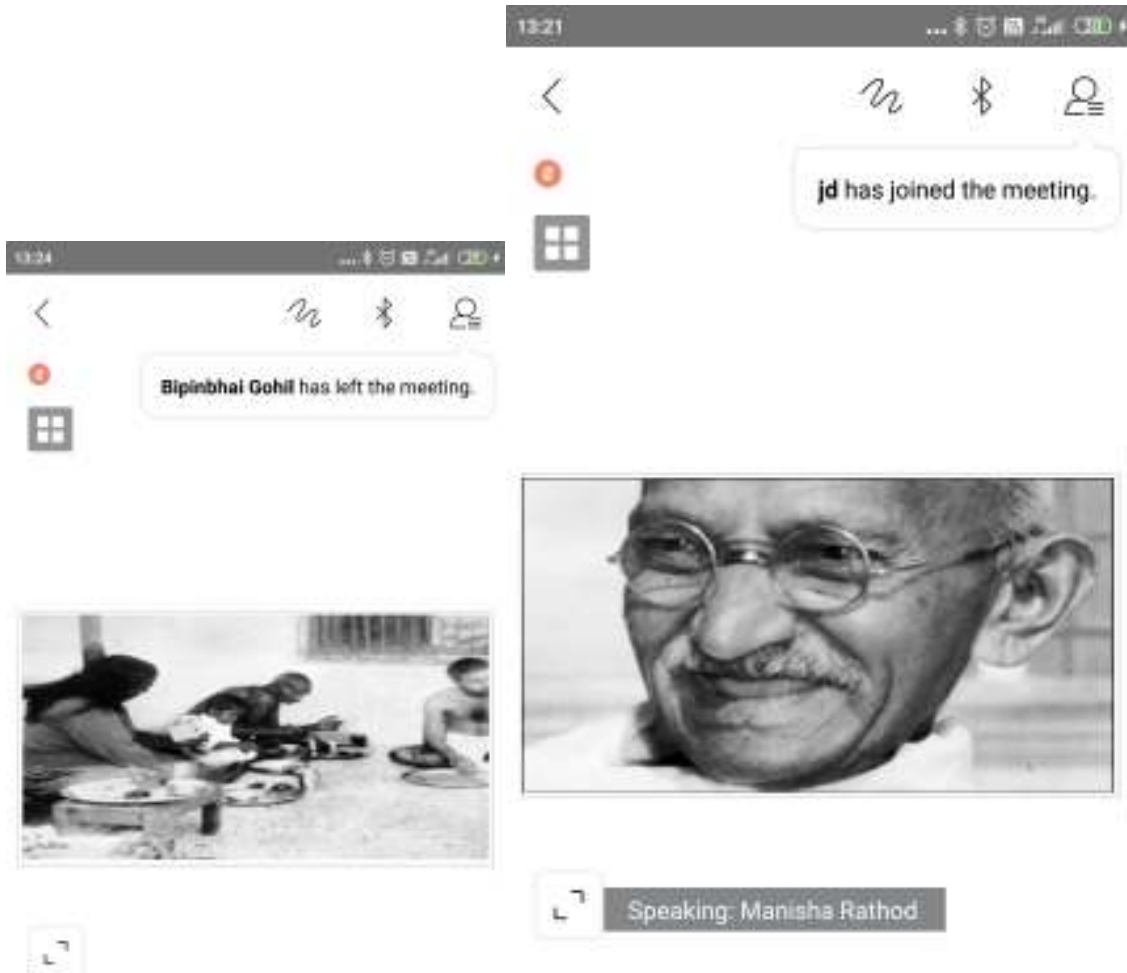 13:21
jd has joined the meeting.
Speaking: Manisha Rathod
13:24
Bipinbhai Gohil has left the meeting.